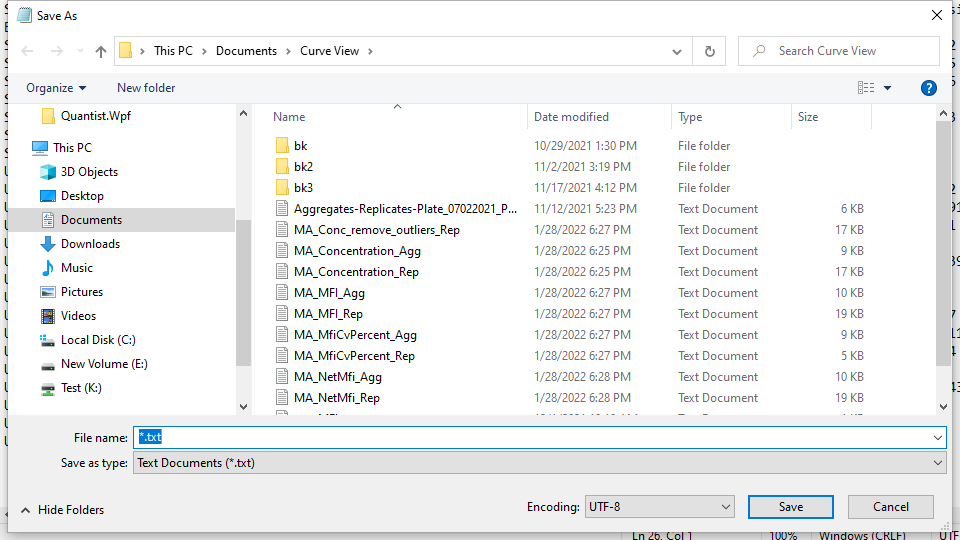 Save As
This PC > Documents > Curve View >
Search Curve View
Organize
New folder
?
Quantist.Wpf
This PC
3D Objects
Desktop
Documents
Downloads
Music
Pictures
Videos
Local Disk (C:)
New Volume (E:)
Test (K:)
Name Date modified Type Size
bk 10/29/2021 1:30 PM File folder
bk2 11/2/2021 3:19 PM File folder
bk3 11/17/2021 4:12 PM File folder
Aggregates-Replicates-Plate_07022021_P... 11/12/2021 5:23 PM Text Document 6 KB
MA_Conc_remove_outliers_Rep 1/28/2022 6:27 PM Text Document 17 KB
MA_Concentration_Agg 1/28/2022 6:25 PM Text Document 9 KB
MA_Concentration_Rep 1/28/2022 6:25 PM Text Document 17 KB
MA_MFI_Agg 1/28/2022 6:27 PM Text Document 10 KB
MA_MFI_Rep 1/28/2022 6:27 PM Text Document 19 KB
MA_MfiCvPercent_Agg 1/28/2022 6:27 PM Text Document 9 KB
MA_MfiCvPercent_Rep 1/28/2022 6:27 PM Text Document 5 KB
MA_NetMfi_Agg 1/28/2022 6:28 PM Text Document 10 KB
MA_NetMfi_Rep 1/28/2022 6:28 PM Text Document 19 KB
File name: *.txt
Save as type: Text Documents (*.txt)
Hide Folders
Encoding: UTF-8
Save
Cancel
Ln 26, Col 1 100% Windows (CRLF) UTF